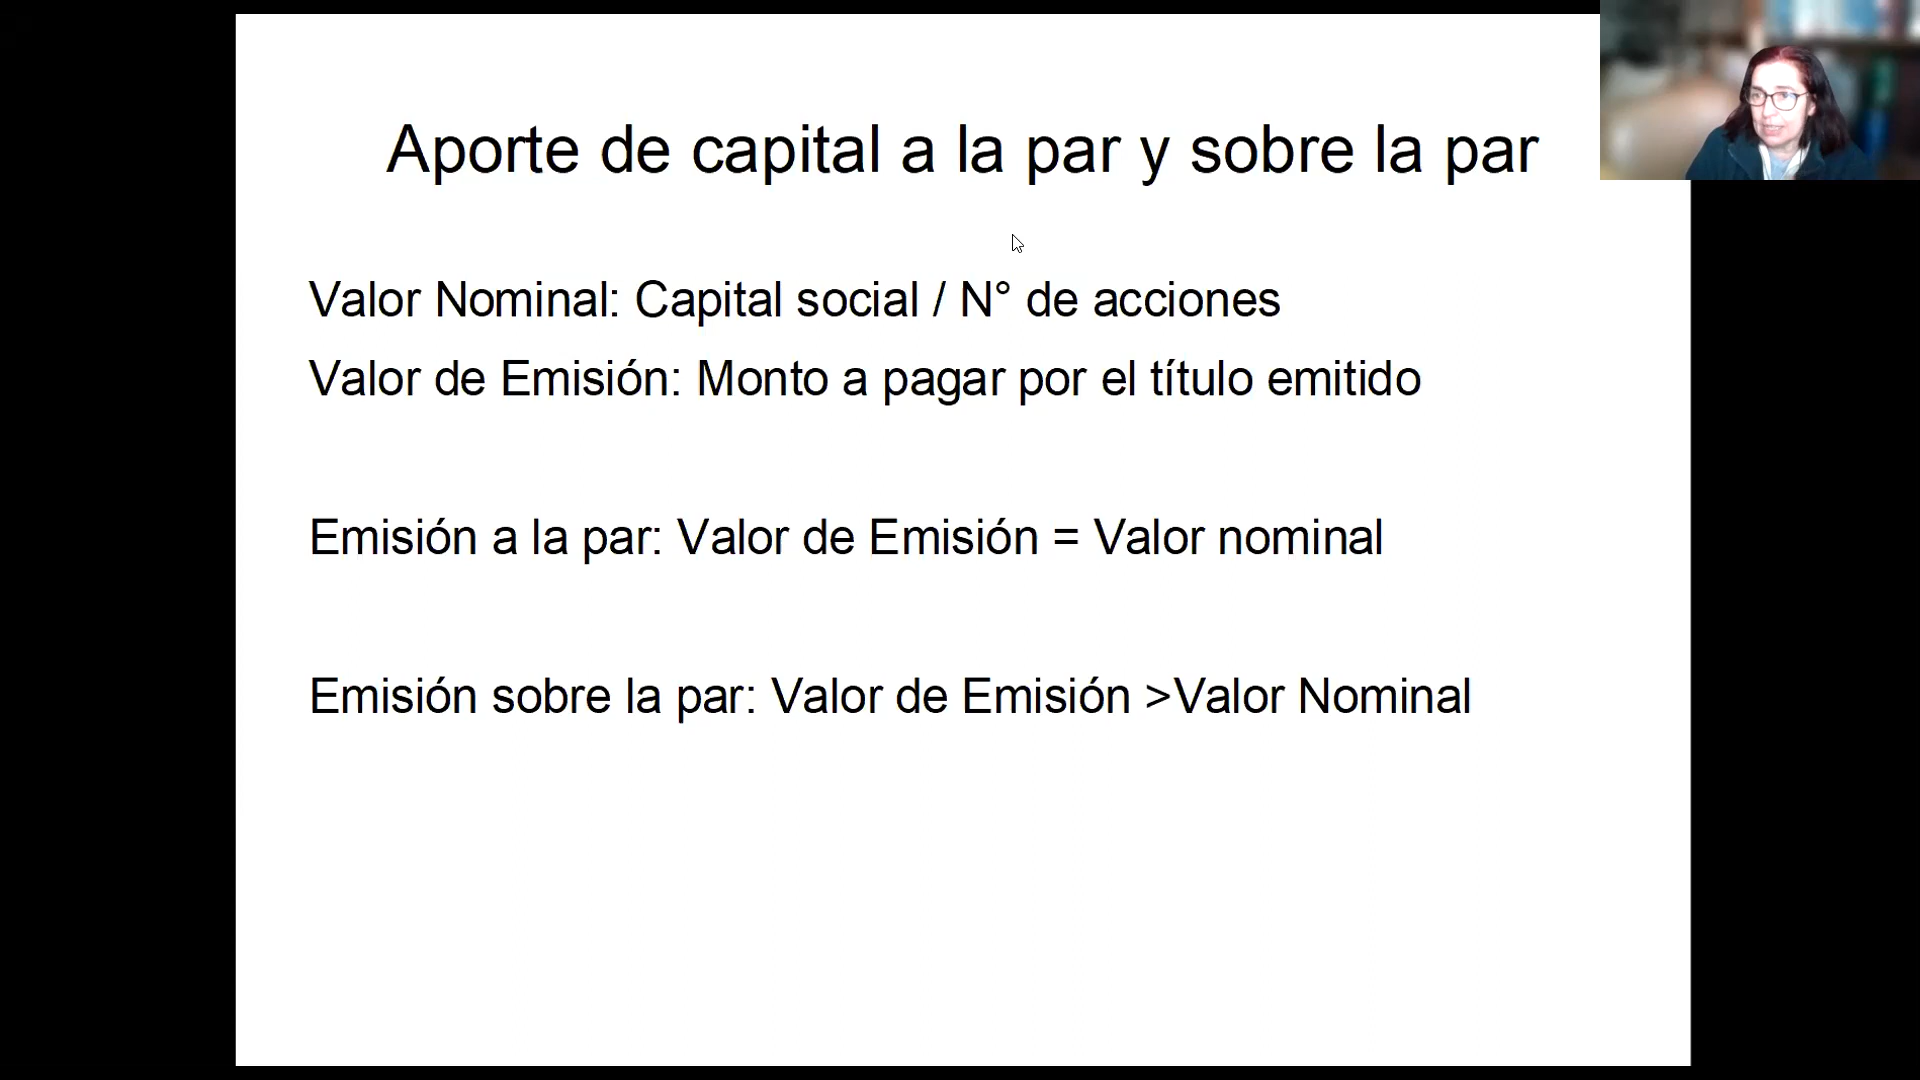 Aporte de capital a la par y sobre la par
Valor Nominal: Capital social / N° de acciones
Valor de Emisión: Monto a pagar por el título emitido
Emisión a la par: Valor de Emisión = Valor nominal
Emisión sobre la par: Valor de Emisión >Valor Nominal